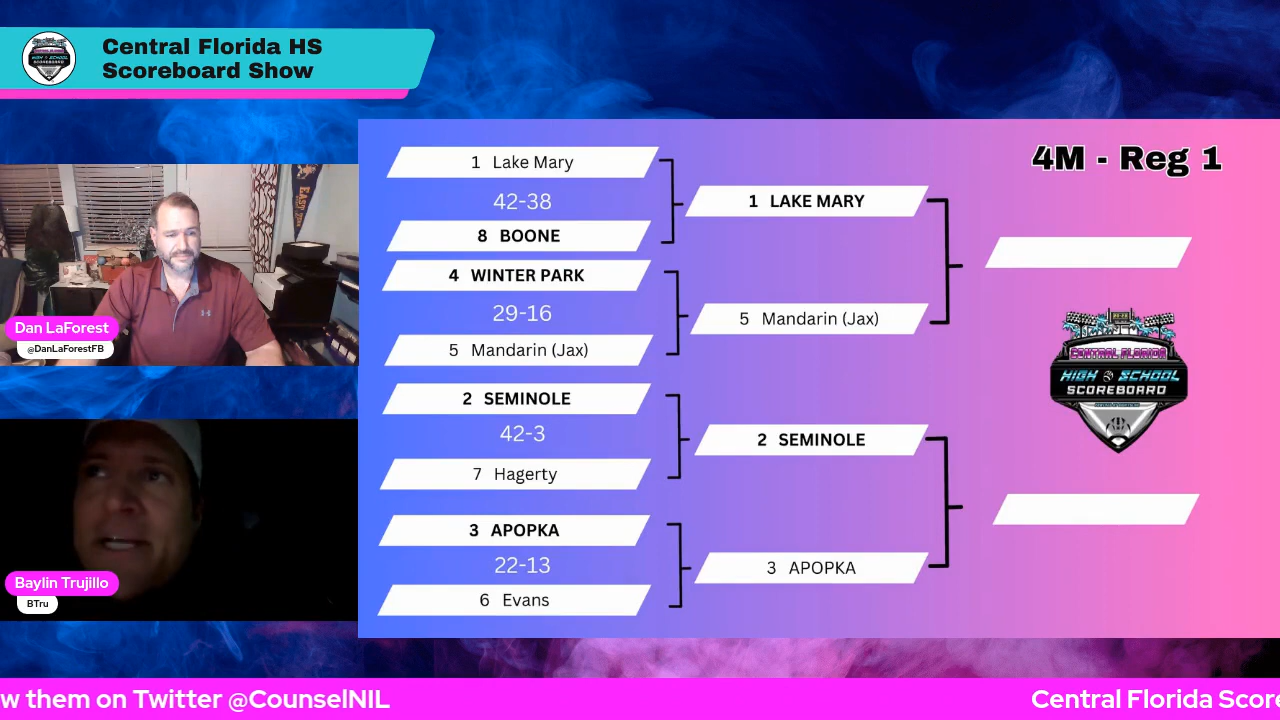 Central Florida HS
Scoreboard Show
4M - Reg 1
1 Lake Mary
42-38
8 BOONE
4 WINTER PARK
29-16
5 Mandarin (Jax)
2 SEMINOLE
42-3
7 Hagerty
3 APOPKA
22-13
6 Evans
1 LAKE MARY
5 Mandarin (Jax)
2 SEMINOLE
3 APOPKA
CENTRAL FLORIDA
HIGH SCHOOL
SCOREBOARD
EAST
Dan LaForest
@DanLaForestFB
Baylin Trujillo
BTru
w them on Twitter @CounselNIL
Central Florida Score